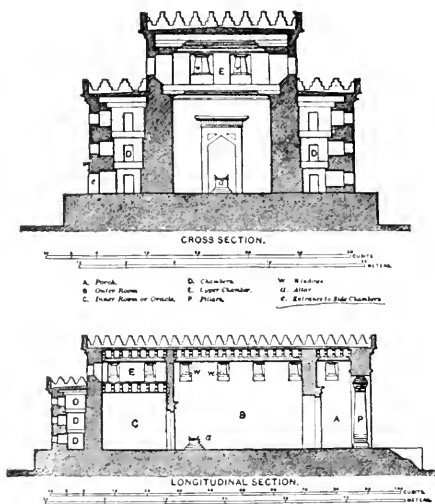 E
D
D
e
a
CROSS SECTION.
CUBITS.
METERS.
A. Porch.
B. Outer Room
C. Inner Room or Oracle.
D. Chambers.
E. Upper Chamber.
P. Pillars.
W. Windows
a. Altar
e. Entrance to Side Chambers
E
W
W
D
D
D
C
B
A
P
a
LONGITUDINAL SECTION.
CUBITS
METERS.